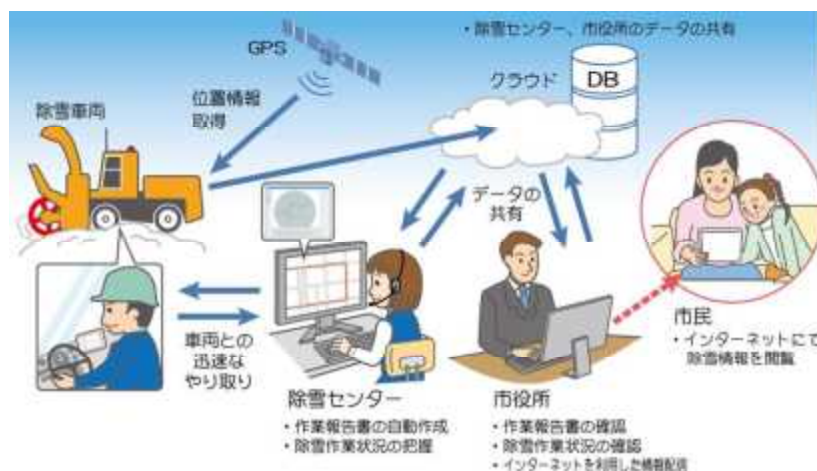 ・除雪センター、市役所のデータの共有
GPS
クラウド
DB
位置情報
取得
除雪車両
データの
共有
車両との
迅速な
やり取り
市民
・インターネットにて
除雪情報を閲覧
除雪センター
・作業報告書の自動作成
・除雪作業状況の把握
市役所
・作業報告書の確認
・除雪作業状況の確認
・インターネットを利用した情報配信